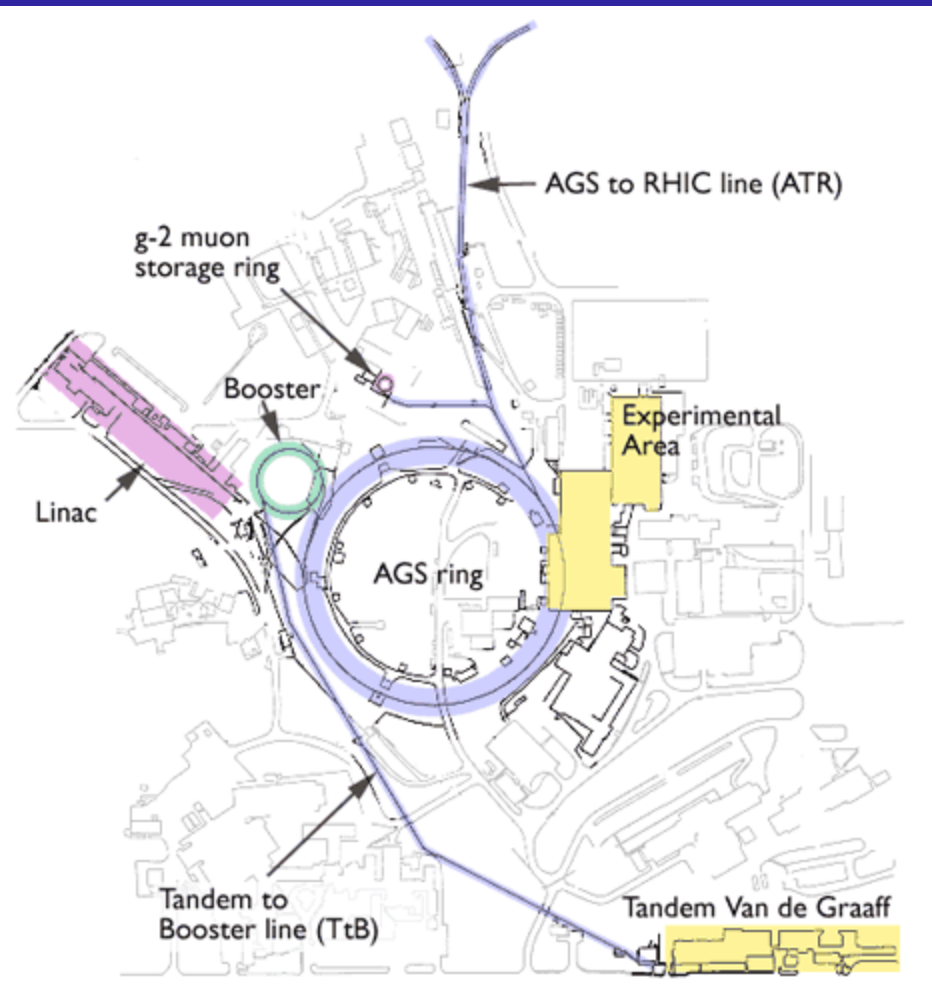 AGS to RHIC line (ATR)
g-2 muon
storage ring
Booster
Experimental
Area
Linac
AGS ring
Tandem to
Booster line (TtB)
Tandem Van de Graaff